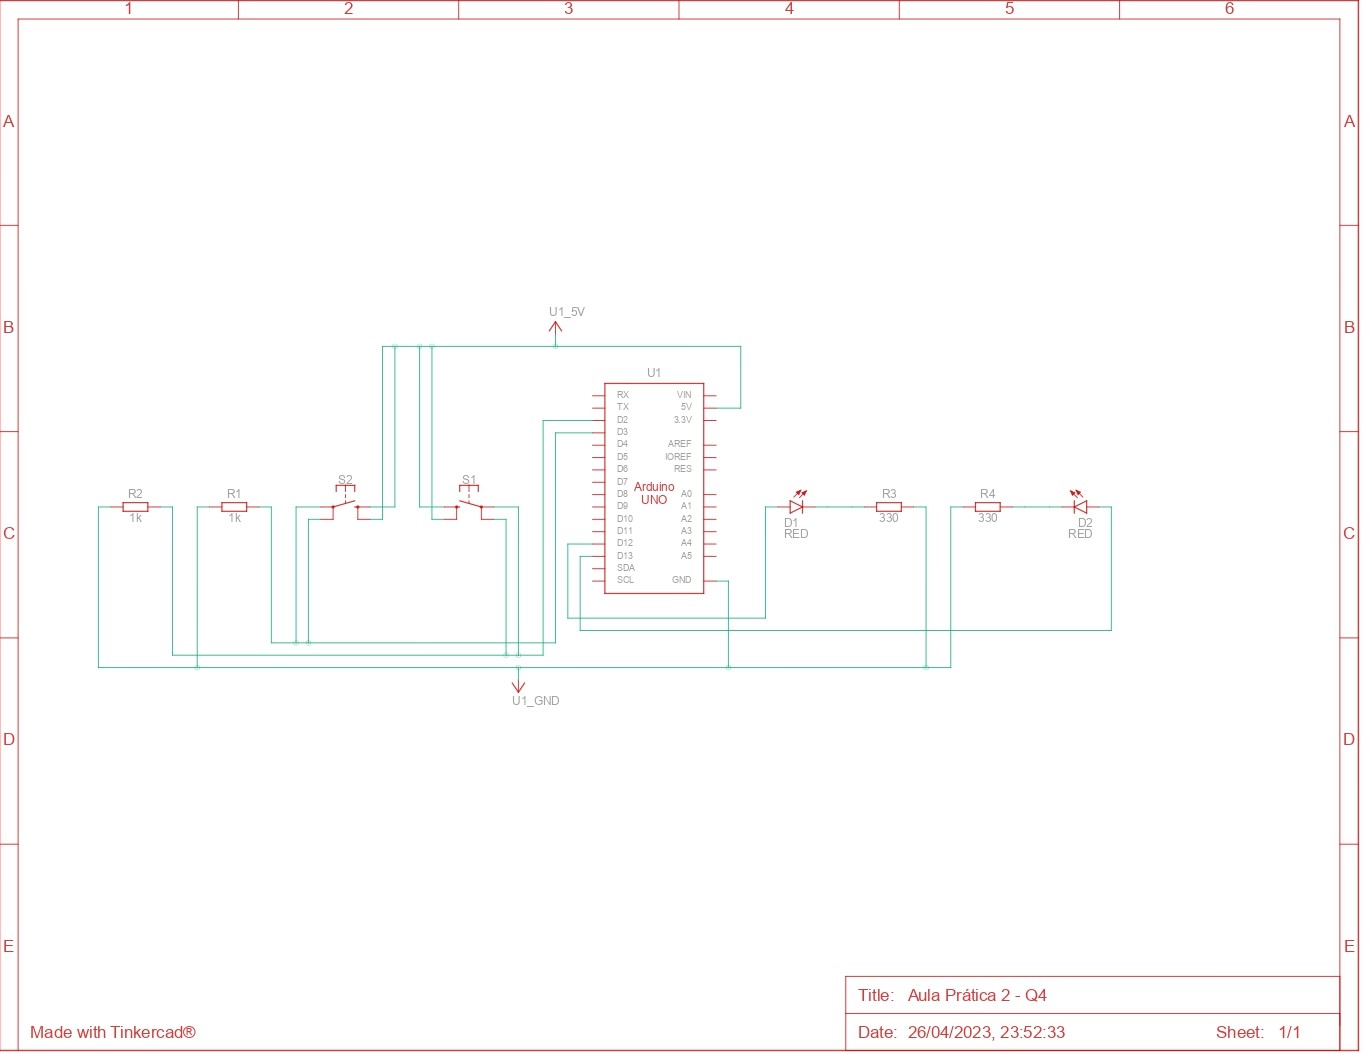 1 2 3 4 5 6
A A
U1_5V
B B
U1
RX VIN
TX 5V
D2 3.3V
D3
D4 AREF
D5 IOREF
D6 RES
S2 S1
D7
Arduino
UNO
R2 R1 D8 A0 R3 R4
D9 A1
1k 1k D10 A2 330 330
D1 D2
RED RED
D11 A3
C C
D12 A4
D13 A5
SDA
SCL GND
U1_GND
D D
E E
Title: Aula Prática 2 - Q4
Made with Tinkercad®
Date: 26/04/2023, 23:52:33 Sheet: 1/1